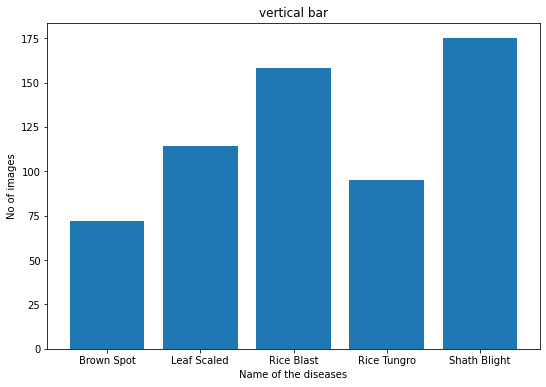 vertical bar
No of images
175
150
125
100
75
50
25
0
Brown Spot Leaf Scaled Rice Blast Rice Tungro Shath Blight
Name of the diseases